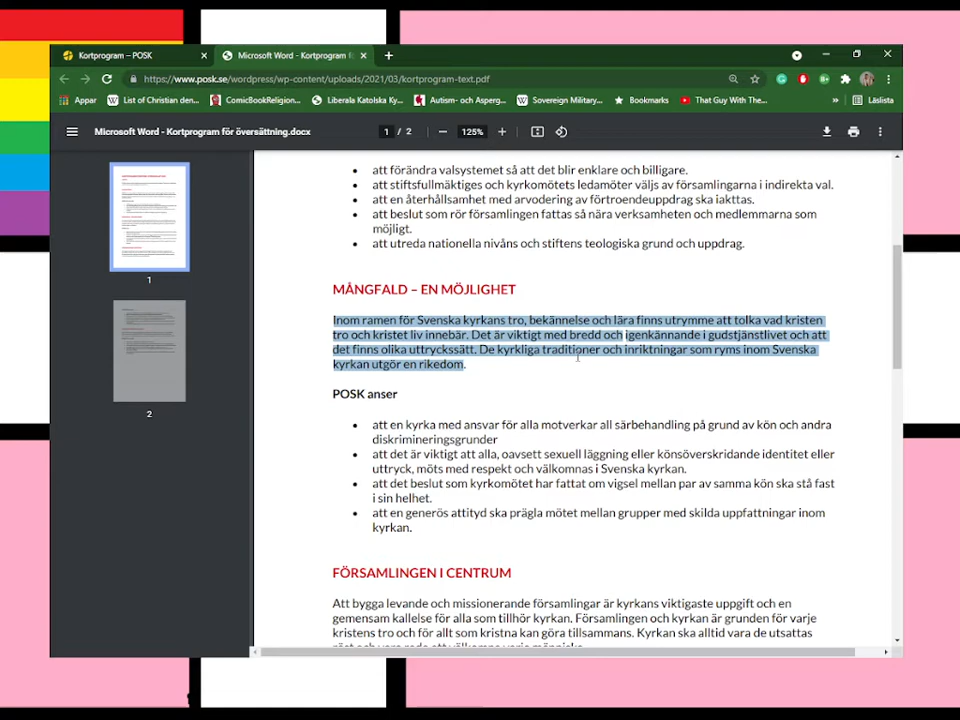 Kortprogram – POSK
Microsoft Word - Kortprogram f
https://www.posk.se/wordpress/wp-content/uploads/2021/03/kortprogram-text.pdf
Appar
List of Christian den...
ComicBookReligion...
Liberala Katolska Ky...
Autism- och Asperg...
Sovereign Military...
Bookmarks
That Guy With The...
»
Läslista
Microsoft Word - Kortprogram för översättning.docx
1 / 2
125%
1
2
• att förändra valsystemet så att det blir enklare och billigare.
• att stiftsfullmäktiges och kyrkomötets ledamöter väljs av församlingarna i indirekta val.
• att en återhållsamhet med arvodering av förtroendeuppdrag ska iakttas.
• att beslut som rör församlingen fattas så nära verksamheten och medlemmarna som
möjligt.
• att utreda nationella nivåns och stiftens teologiska grund och uppdrag.
MÅNGFALD – EN MÖJLIGHET
Inom ramen för Svenska kyrkans tro, bekännelse och lära finns utrymme att tolka vad kristen
tro och kristet liv innebär. Det är viktigt med bredd och igenkännande i gudstjänstlivet och att
det finns olika uttryckssätt. De kyrkliga traditioner och inriktningar som ryms inom Svenska
kyrkan utgör en rikedom.
POSK anser
• att en kyrka med ansvar för alla motverkar all särbehandling på grund av kön och andra
diskrimineringsgrunder
• att det är viktigt att alla, oavsett sexuell läggning eller könsöverskridande identitet eller
uttryck, möts med respekt och välkomnas i Svenska kyrkan.
• att det beslut som kyrkomötet har fattat om vigsel mellan par av samma kön ska stå fast
i sin helhet.
• att en generös attityd ska prägla mötet mellan grupper med skilda uppfattningar inom
kyrkan.
FÖRSAMLINGEN I CENTRUM
Att bygga levande och missionerande församlingar är kyrkans viktigaste uppgift och en
gemensam kallelse för alla som tillhör kyrkan. Församlingen och kyrkan är grunden för varje
kristens tro och för allt som kristna kan göra tillsammans. Kyrkan ska alltid vara de utsattas